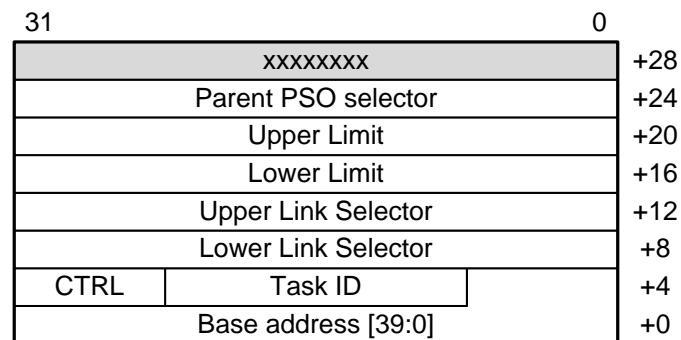 31 0
xxxxxxxx +28
Parent PSO selector +24
Upper Limit +20
Lower Limit +16
Upper Link Selector +12
Lower Link Selector +8
CTRL Task ID +4
Base address [39:0] +0